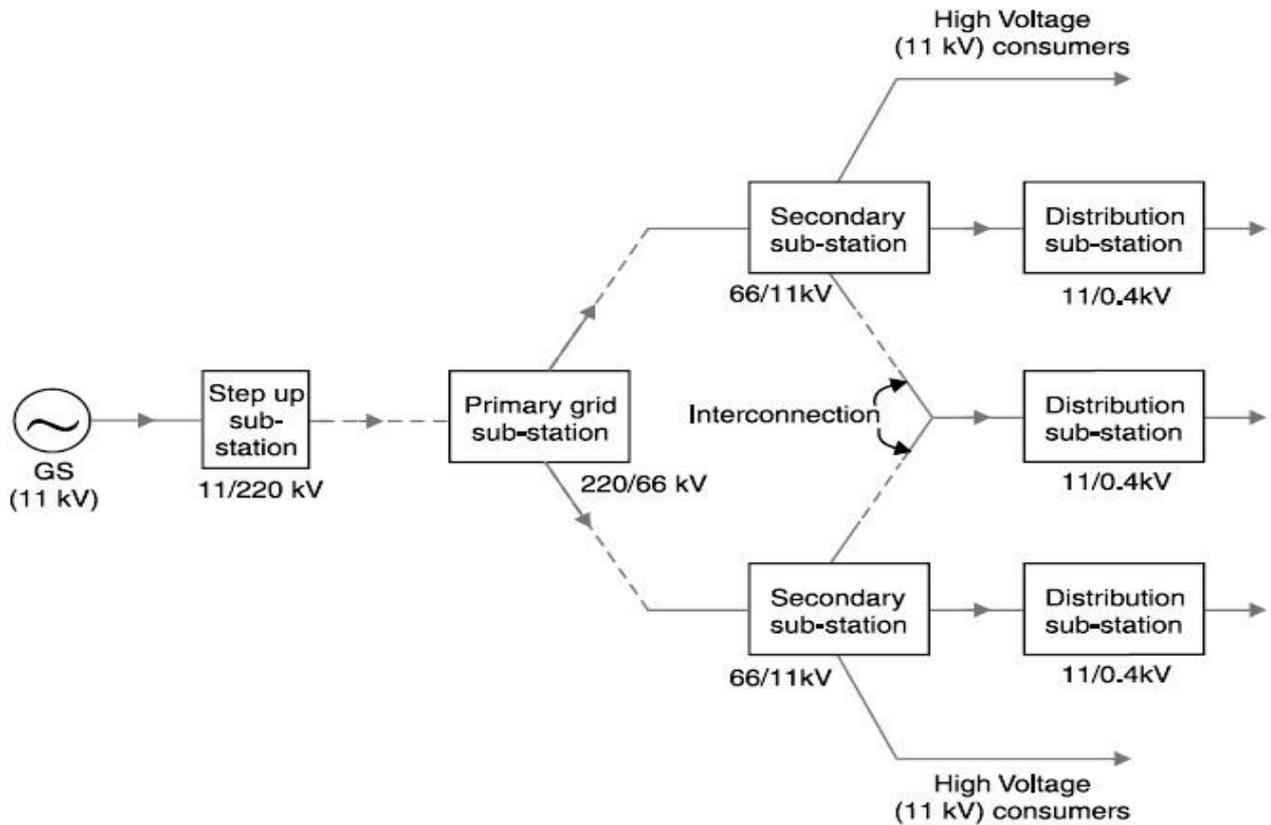 High Voltage
(11 kV) consumers
Secondary
sub-station
66/11kV
Distribution
sub-station
11/0.4kV
GS
(11 kV)
Step up
sub-
station
11/220 kV
Primary grid
sub-station
220/66 kV
Interconnection
Distribution
sub-station
11/0.4kV
Secondary
sub-station
66/11kV
Distribution
sub-station
11/0.4kV
High Voltage
(11 kV) consumers